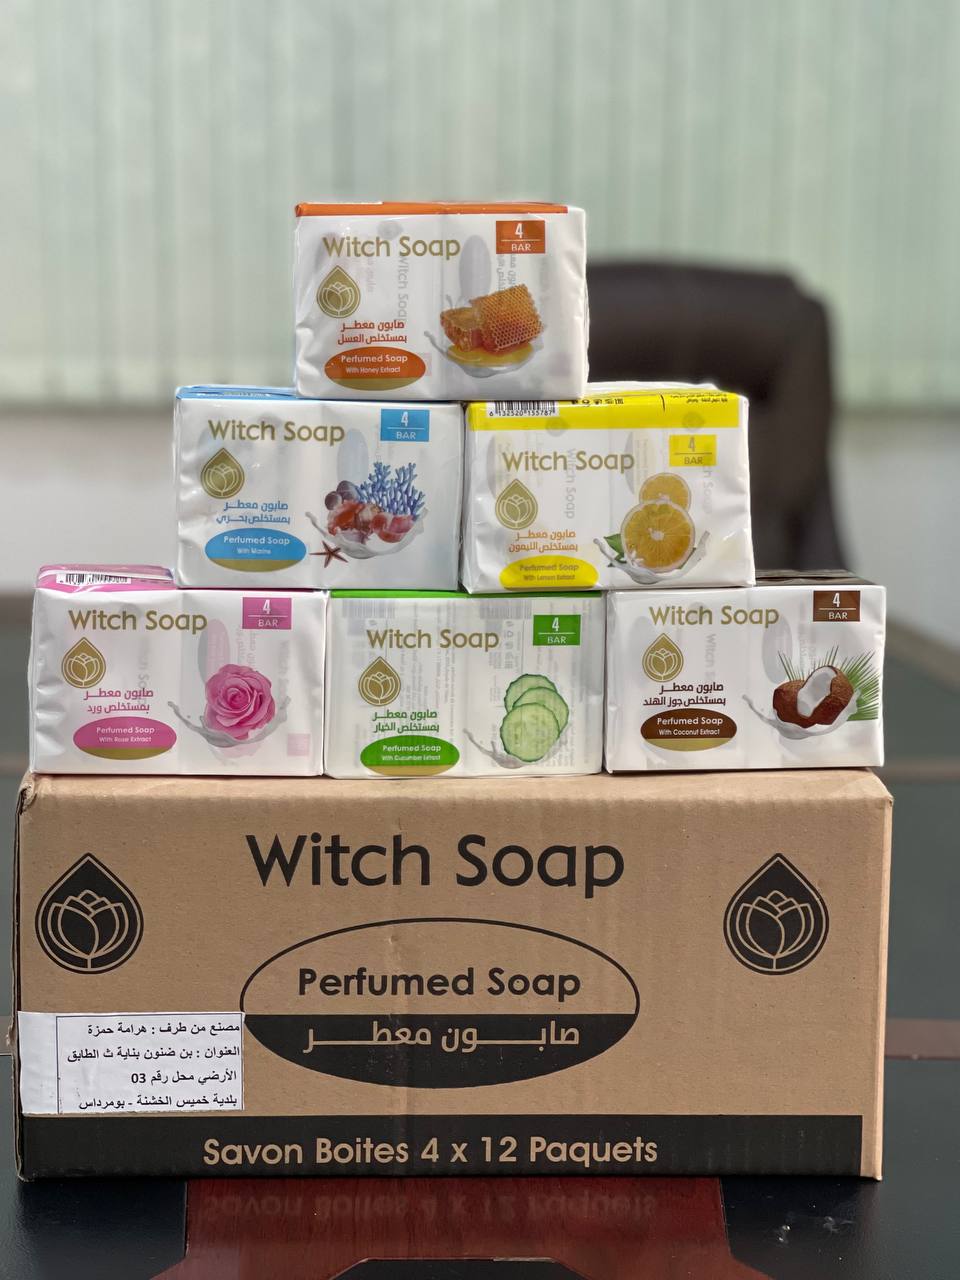 Witch Soap
4
BAR
صابون معطر
بمستخلص العسل
Perfumed Soap
With Honey Extract
Witch Soap
4
BAR
صابون معطر
بمستخلص بحري
Perfumed Soap
With Marine
6 132520 155787
Witch Soap
4
BAR
صابون معطر
بمستخلص الليمون
Perfumed Soap
With Lemon Extract
Witch Soap
4
BAR
صابون معطر
بمستخلص ورد
Perfumed Soap
With Rose Extract
Witch Soap
4
BAR
صابون معطر
بمستخلص الخيار
Perfumed Soap
With Cucumber Extract
Witch Soap
4
BAR
صابون معطر
بمستخلص جوز الهند
Perfumed Soap
With Coconut Extract
Witch Soap
Perfumed Soap
صابون معطر
مصنع من طرف : هرامة حمزة
العنوان : بن ضنون بناية ث الطابق
الأرضي محل رقم 03
بلدية خميس الخشنة - بومرداس
Savon Boites 4 x 12 Paquets